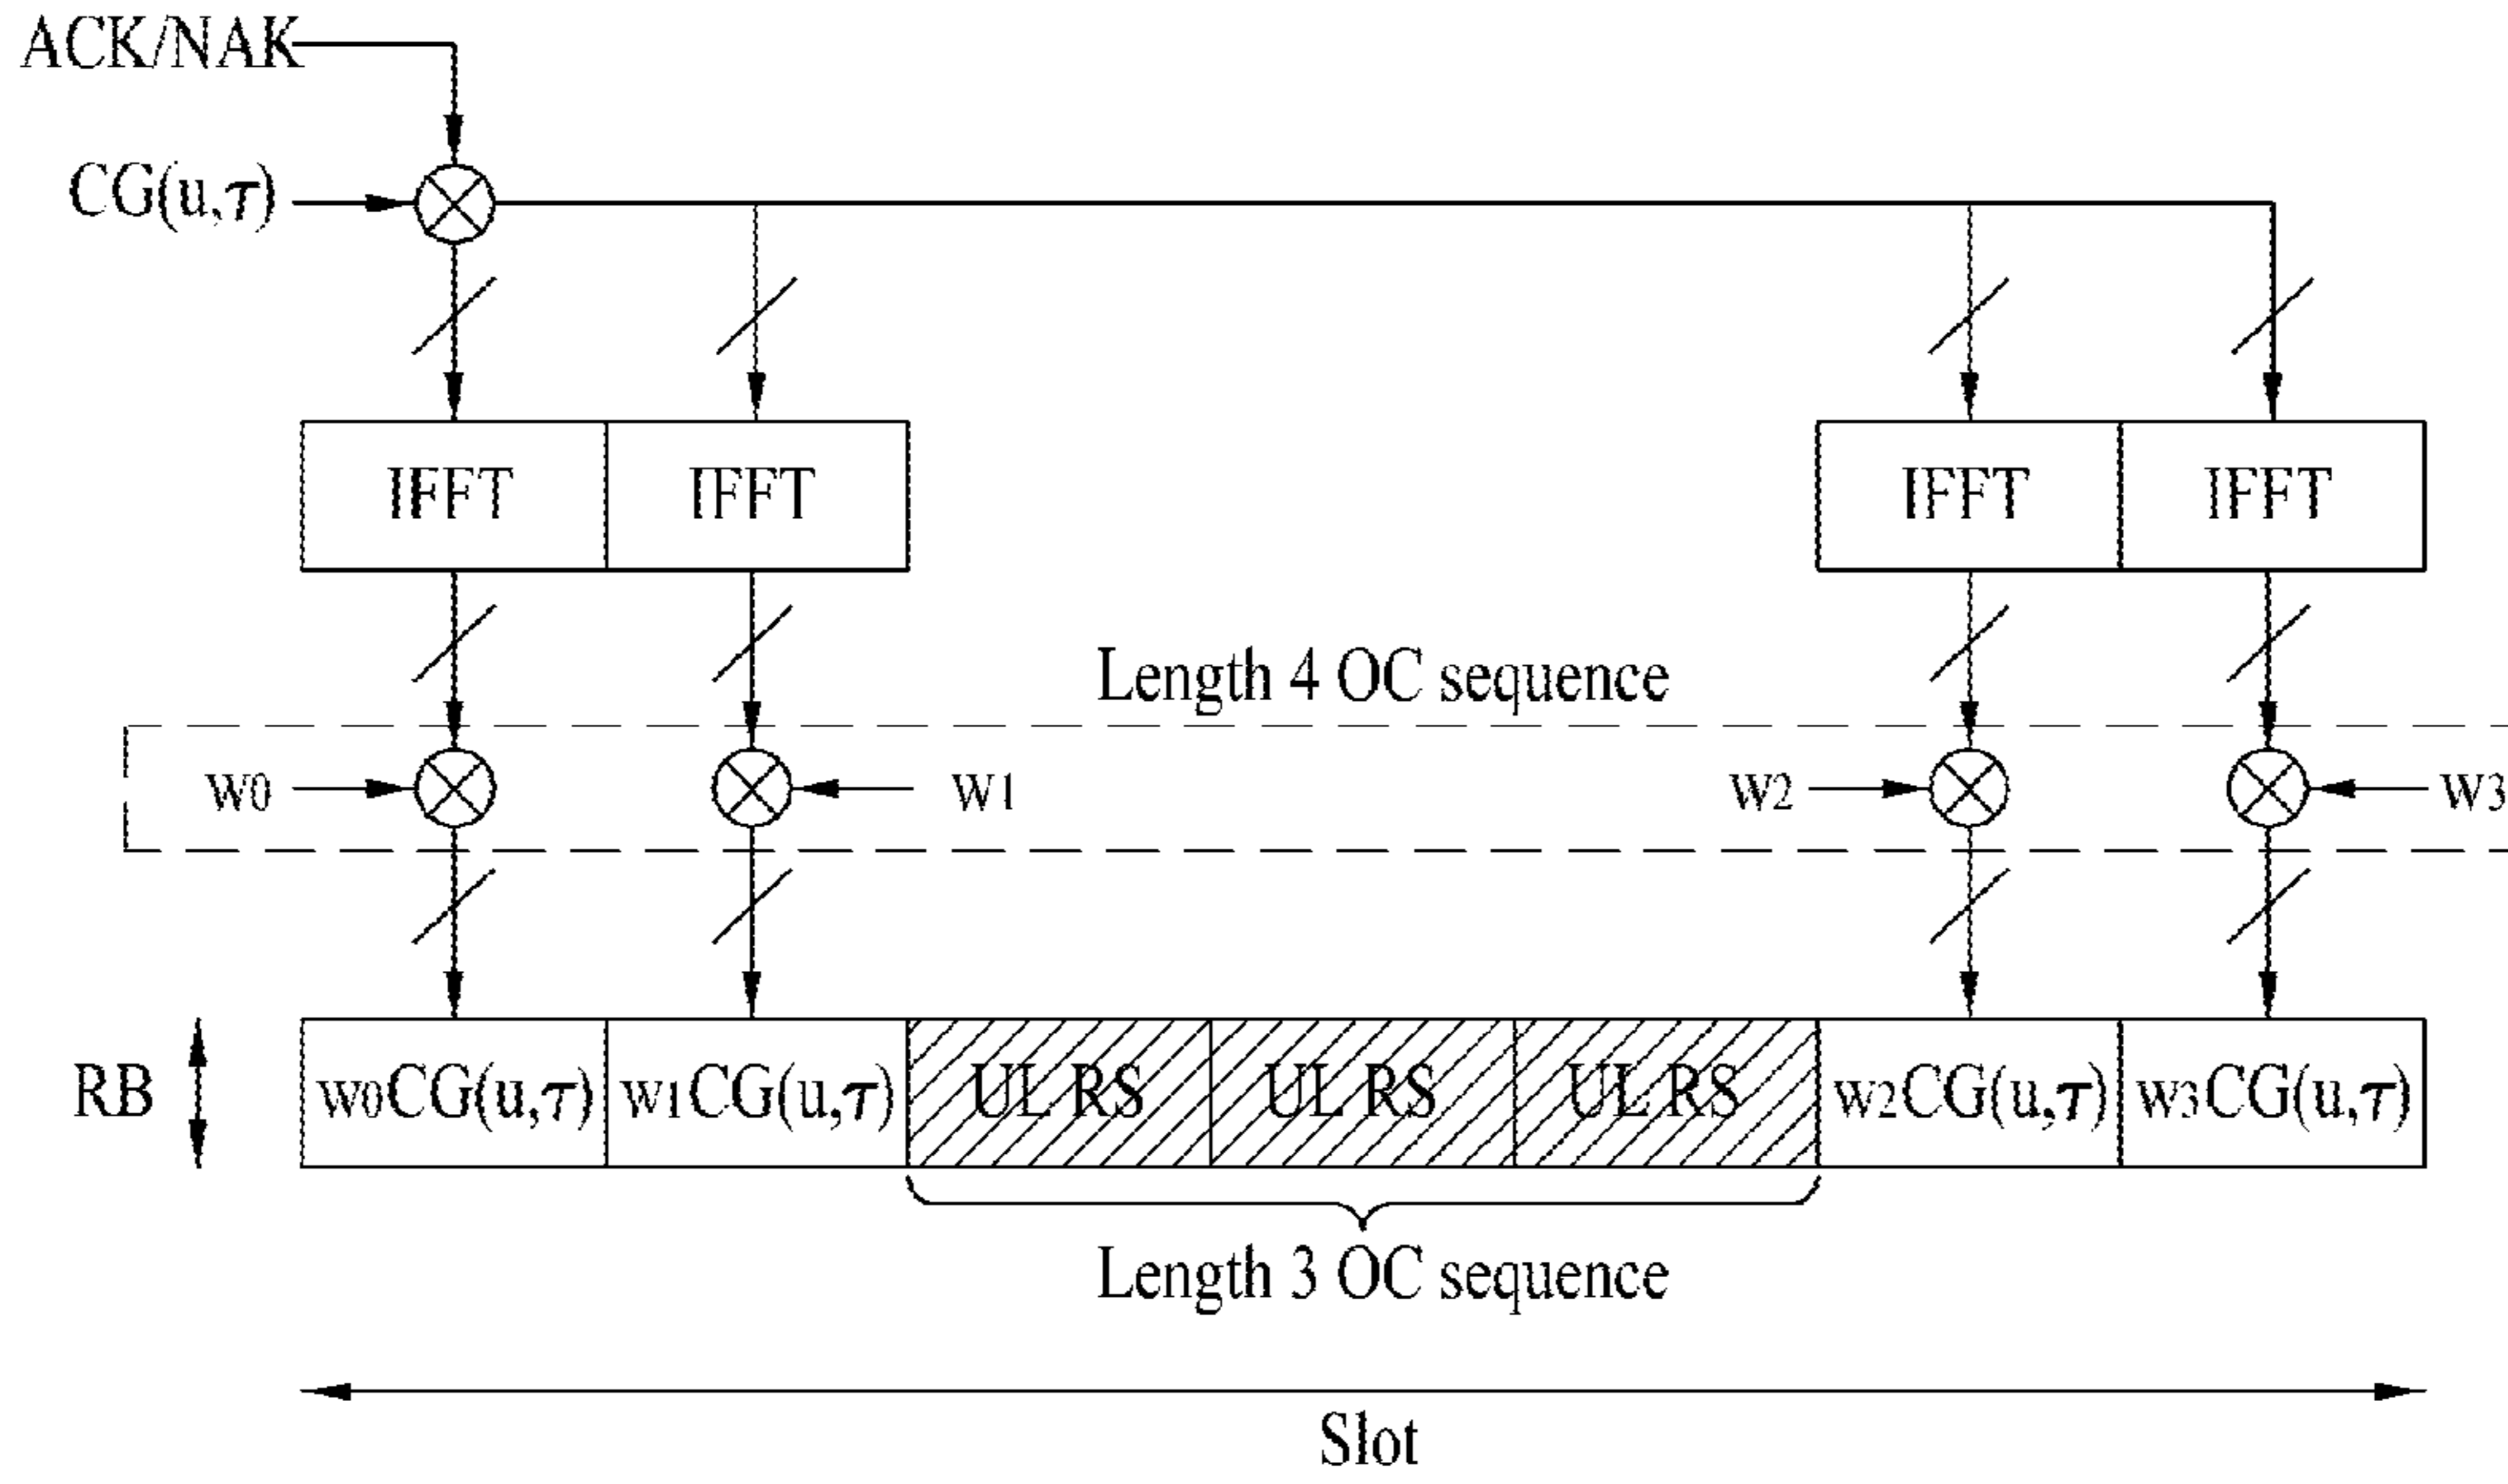 ACK/NAK
CG(u,τ)
IFFT IFFT IFFT IFFT
Length 4 OC sequence
W0 W1 W2 W3
RB w0CG(u,τ) w1CG(u,τ) UL RS UL RS UL RS w2CG(u,τ) w3CG(u,τ)
Length 3 OC sequence
Slot